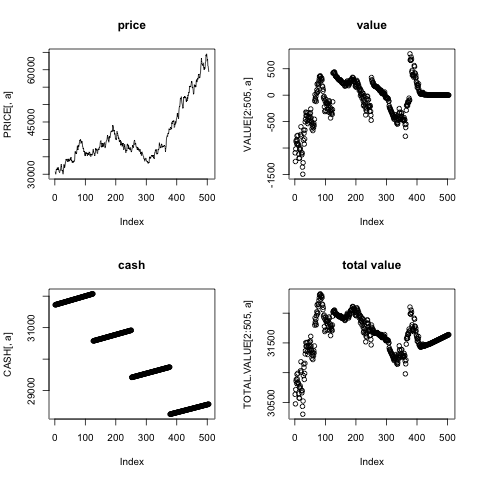 price
PRICE[, a]
30000
45000
60000
0
100
200
300
400
500
Index
value
VALUE[2:505, a]
-1500
-500
0
500
0
100
200
300
400
500
Index
cash
CASH[, a]
29000
31000
0
100
200
300
400
500
Index
total value
TOTAL.VALUE[2:505, a]
30500
31500
0
100
200
300
400
500
Index